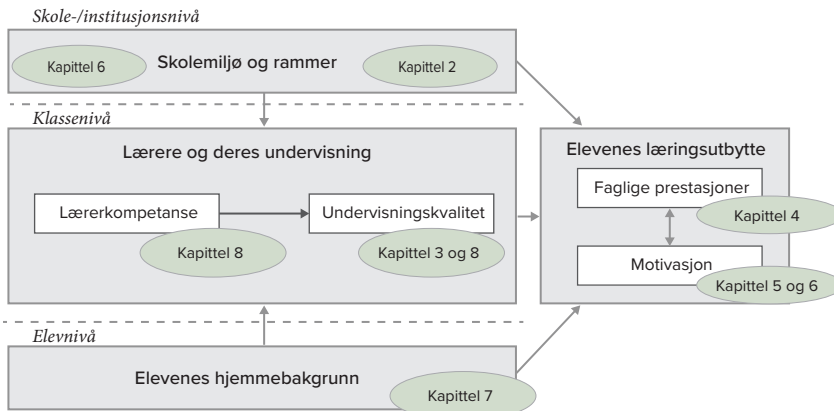 Skole-/institusjonsnivå
Kapittel 6
Skolemiljø og rammer
Kapittel 2
Klassenivå
Lærere og deres undervisning
Lærerkompetanse
Undervisningskvalitet
Kapittel 8
Kapittel 3 og 8
Elevenes læringsutbytte
Faglige prestasjoner
Kapittel 4
Motivasjon
Kapittel 5 og 6
Elevnivå
Elevenes hjemmebakgrunn
Kapittel 7